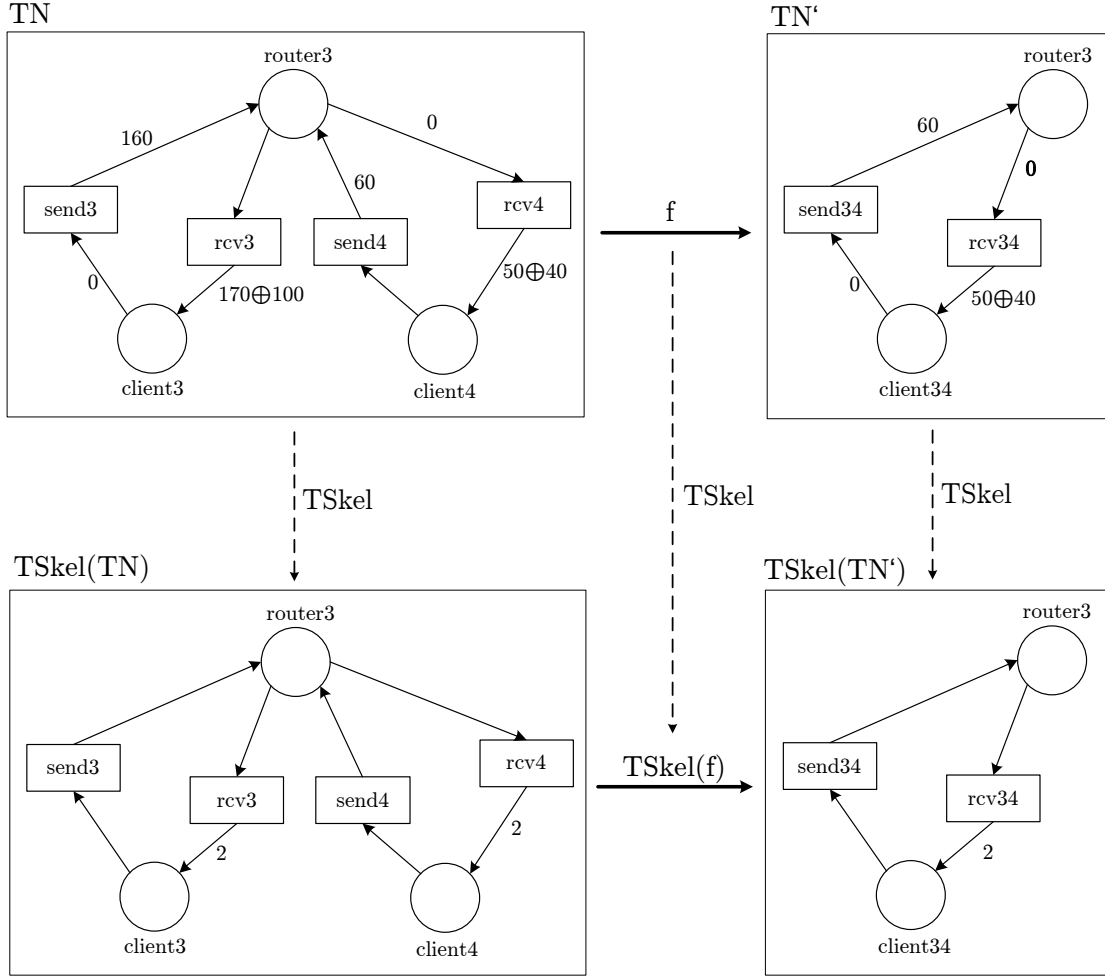 TN
TN‘
router3
router3
0
160
60
60
0
send3
rcv4
send34
rcv3
send4
f
rcv34
0
50⊕40
0
170⊕100
50⊕40
client3
client4
client34
TSkel
TSkel
TSkel
TSkel(TN)
TSkel(TN‘)
router3
router3
send3
rcv4
send34
TSkel(f)
rcv3
send4
rcv34
2
2
2
client3
client4
client34